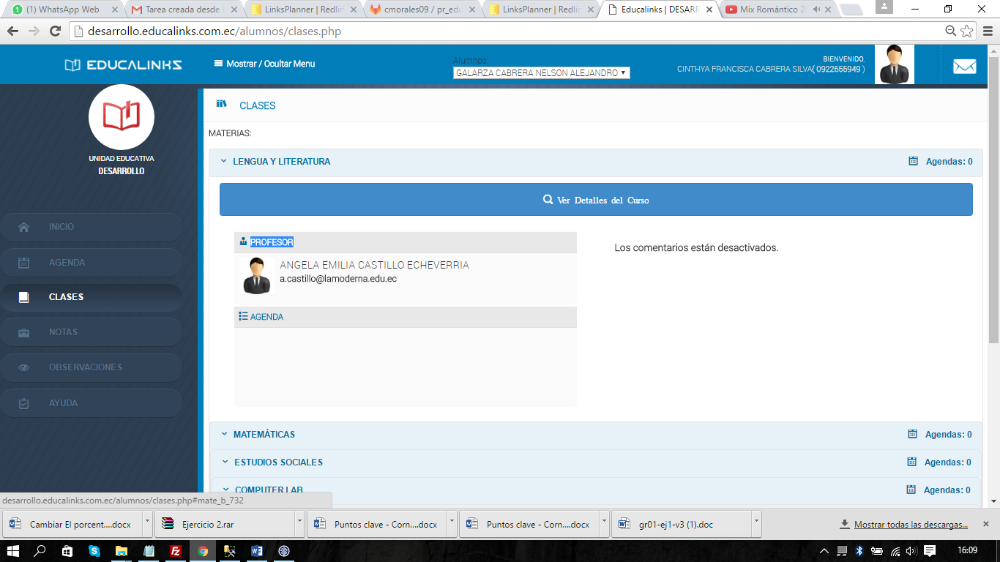 (1) WhatsApp Web
Tarea creada desde
LinksPlanner | Redlin
cmorales09 / pr_edu
LinksPlanner | Redlin
Educalinks | DESARR
Mix Romántico 2
desarrollo.educalinks.com.ec/alumnos/clases.php
EDUCALINKS
Mostrar / Ocultar Menu
Alumnos:
GALARZA CABRERA NELSON ALEJANDRO
BIENVENIDO,
CINTHYA FRANCISCA CABRERA SILVA( 0922655949 )
UNIDAD EDUCATIVA
DESARROLLO
INICIO
AGENDA
CLASES
NOTAS
OBSERVACIONES
AYUDA
CLASES
MATERIAS:
LENGUA Y LITERATURA
Agendas: 0
Ver Detalles del Curso
PROFESOR
ANGELA EMILIA CASTILLO ECHEVERRIA
a.castillo@lamoderna.edu.ec
AGENDA
Los comentarios están desactivados.
MATEMÁTICAS
Agendas: 0
ESTUDIOS SOCIALES
Agendas: 0
COMPUTER LAB
Agendas: 0
desarrollo.educalinks.com.ec/alumnos/clases.php#mate_b_732
Cambiar El porcent....docx
Ejercicio 2.rar
Puntos clave - Corn....docx
Puntos clave - Corn....docx
gr01-ej1-v3 (1).doc
Mostrar todas las descargas...
16:09